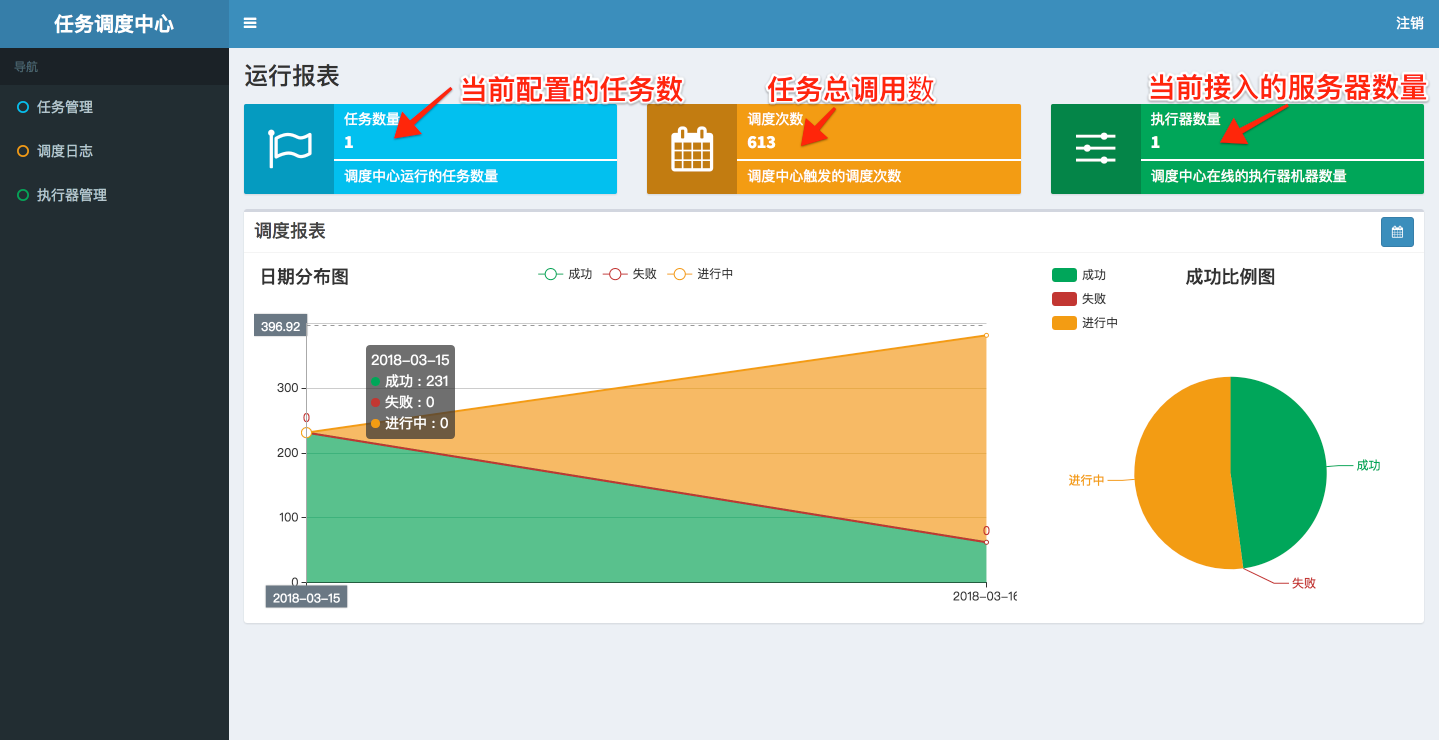 任务调度中心
注销
导航
任务管理
调度日志
执行器管理
运行报表
当前配置的任务数
任务总调用数
当前接入的服务器数量
任务数量
1
调度中心运行的任务数量
调度次数
613
调度中心触发的调度次数
执行器数量
1
调度中心在线的执行器机器数量
调度报表
日期分布图
成功 失败 进行中
396.92
300
200
100
0
2018-03-15
成功 : 231
失败 : 0
进行中 : 0
0
0
2018-03-15
2018-03-16
成功
失败
进行中
成功比例图
成功
进行中
失败